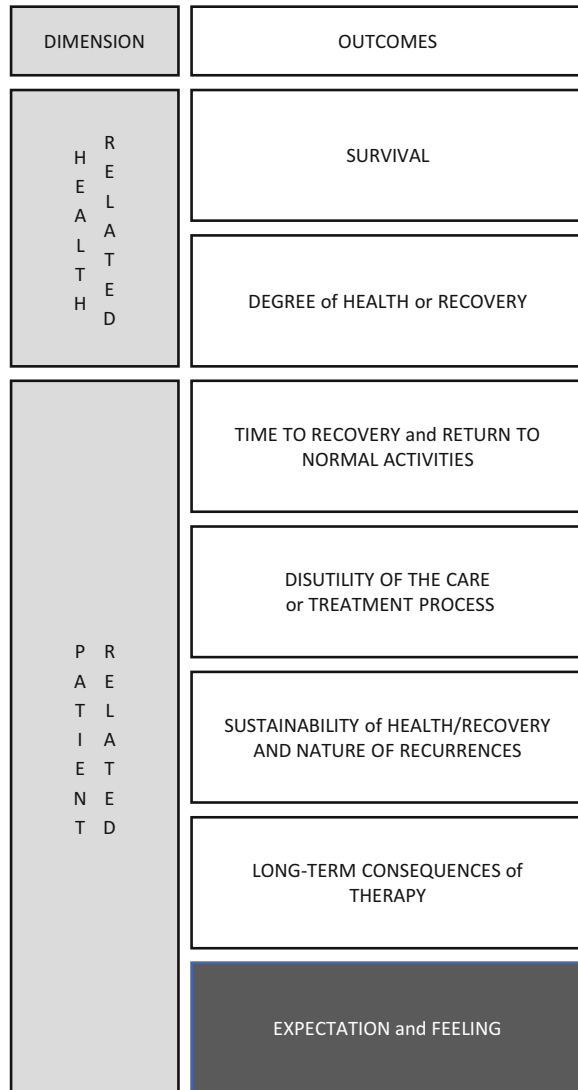 DIMENSION
OUTCOMES
HEALTH
RELATED
SURVIVAL
DEGREE of HEALTH or RECOVERY
PATIENT
RELATED
TIME TO RECOVERY and RETURN TO
NORMAL ACTIVITIES
DISUTILITY OF THE CARE
or TREATMENT PROCESS
SUSTAINABILITY of HEALTH/RECOVERY
AND NATURE OF RECURRENCES
LONG-TERM CONSEQUENCES of
THERAPY
EXPECTATION and FEELING